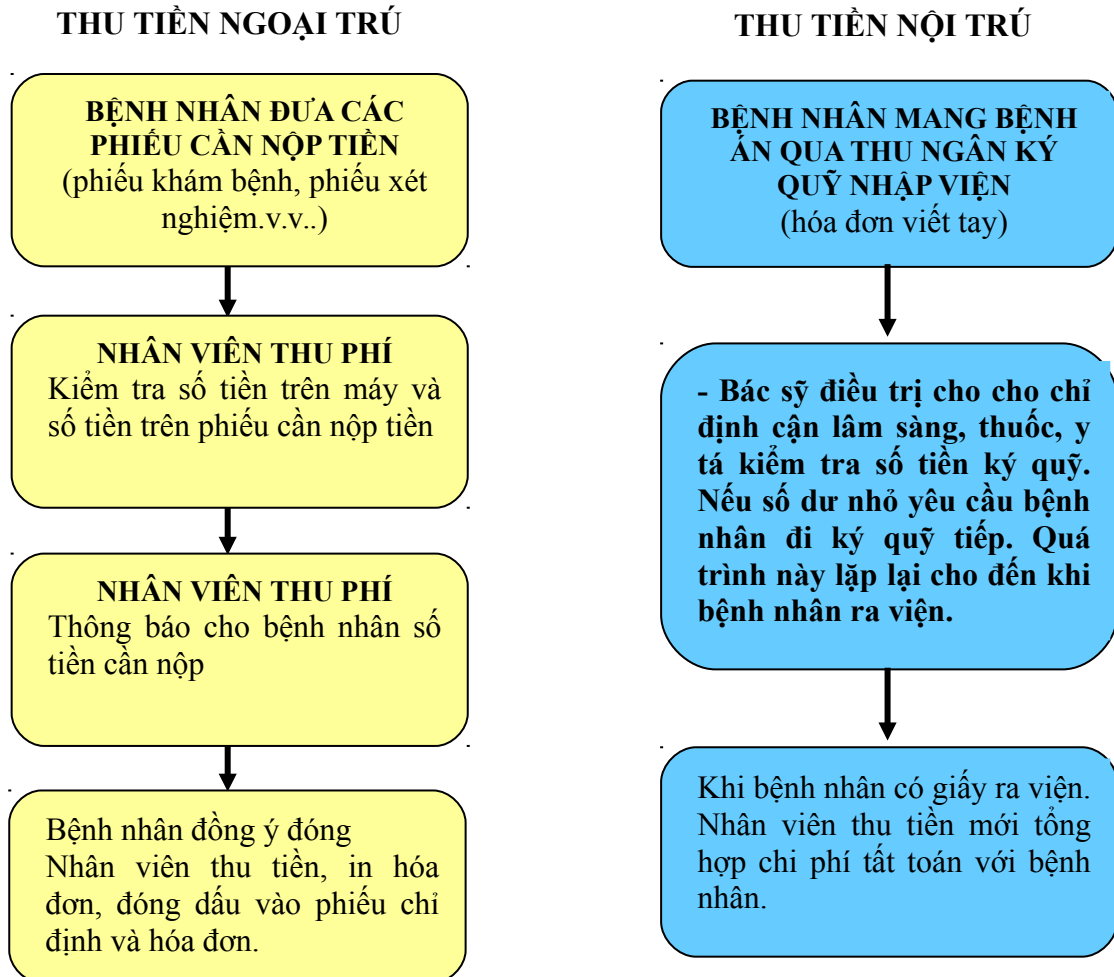 THU TIỀN NGOẠI TRÚ
BỆNH NHÂN ĐƯA CÁC
PHIẾU CẦN NỘP TIỀN
(phiếu khám bệnh, phiếu xét
nghiệm.v.v..)
NHÂN VIÊN THU PHÍ
Kiểm tra số tiền trên máy và
số tiền trên phiếu cần nộp tiền
NHÂN VIÊN THU PHÍ
Thông báo cho bệnh nhân số
tiền cần nộp
Bệnh nhân đồng ý đóng
Nhân viên thu tiền, in hóa
đơn, đóng dấu vào phiếu chỉ
định và hóa đơn.
THU TIỀN NỘI TRÚ
BỆNH NHÂN MANG BỆNH
ÁN QUA THU NGÂN KÝ
QUỸ NHẬP VIỆN
(hóa đơn viết tay)
- Bác sỹ điều trị cho cho chỉ
định cận lâm sàng, thuốc, y
tá kiểm tra số tiền ký quỹ.
Nếu số dư nhỏ yêu cầu bệnh
nhân đi ký quỹ tiếp. Quá
trình này lặp lại cho đến khi
bệnh nhân ra viện.
Khi bệnh nhân có giấy ra viện.
Nhân viên thu tiền mới tổng
hợp chi phí tất toán với bệnh
nhân.